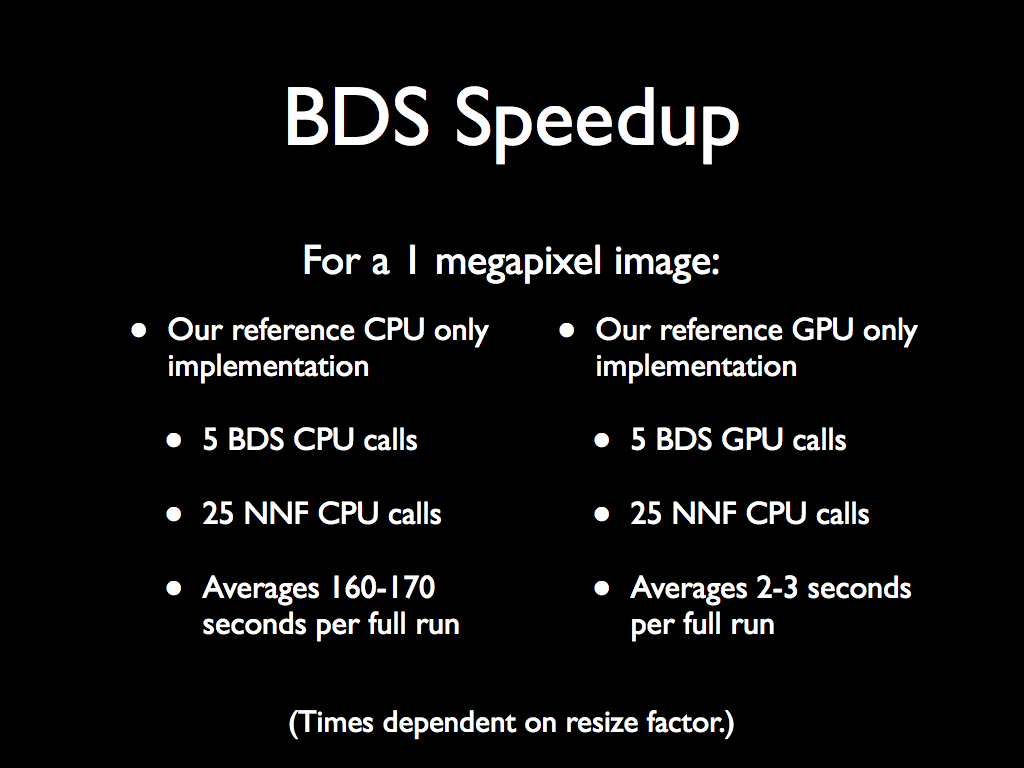 BDS Speedup
For a 1 megapixel image:
• Our reference CPU only
implementation
• 5 BDS CPU calls
• 25 NNF CPU calls
• Averages 160-170
seconds per full run
• Our reference GPU only
implementation
• 5 BDS GPU calls
• 25 NNF CPU calls
• Averages 2-3 seconds
per full run
(Times dependent on resize factor.)